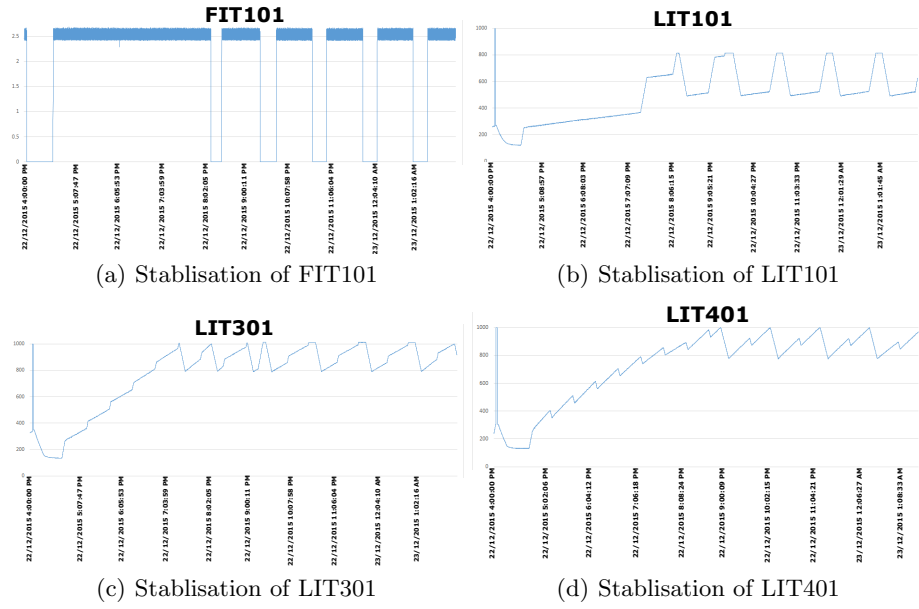 FIT101
2.5
2
1.5
1
0.5
0
22/12/2015 4:00:00 PM
22/12/2015 5:07:47 PM
22/12/2015 6:05:53 PM
22/12/2015 7:03:59 PM
22/12/2015 8:02:05 PM
22/12/2015 9:00:11 PM
22/12/2015 10:07:58 PM
22/12/2015 11:06:04 PM
23/12/2015 12:04:10 AM
23/12/2015 1:02:16 AM
(a) Stablisation of FIT101
LIT101
1000
800
600
400
200
0
22/12/2015 4:00:00 PM
22/12/2015 5:08:57 PM
22/12/2015 6:08:03 PM
22/12/2015 7:07:09 PM
22/12/2015 8:06:15 PM
22/12/2015 9:05:21 PM
22/12/2015 10:04:27 PM
22/12/2015 11:03:33 PM
23/12/2015 12:01:29 AM
23/12/2015 1:01:45 AM
(b) Stablisation of LIT101
LIT301
1000
800
600
400
200
0
22/12/2015 4:00:00 PM
22/12/2015 5:07:47 PM
22/12/2015 6:05:53 PM
22/12/2015 7:03:59 PM
22/12/2015 8:02:05 PM
22/12/2015 9:00:11 PM
22/12/2015 10:07:58 PM
22/12/2015 11:06:04 PM
23/12/2015 12:04:10 AM
23/12/2015 1:02:16 AM
(c) Stablisation of LIT301
LIT401
1000
800
600
400
200
0
22/12/2015 4:00:00 PM
22/12/2015 5:02:06 PM
22/12/2015 6:04:12 PM
22/12/2015 7:06:18 PM
22/12/2015 8:08:24 PM
22/12/2015 9:00:09 PM
22/12/2015 10:02:15 PM
22/12/2015 11:04:21 PM
23/12/2015 12:06:27 AM
23/12/2015 1:08:33 AM
(d) Stablisation of LIT401